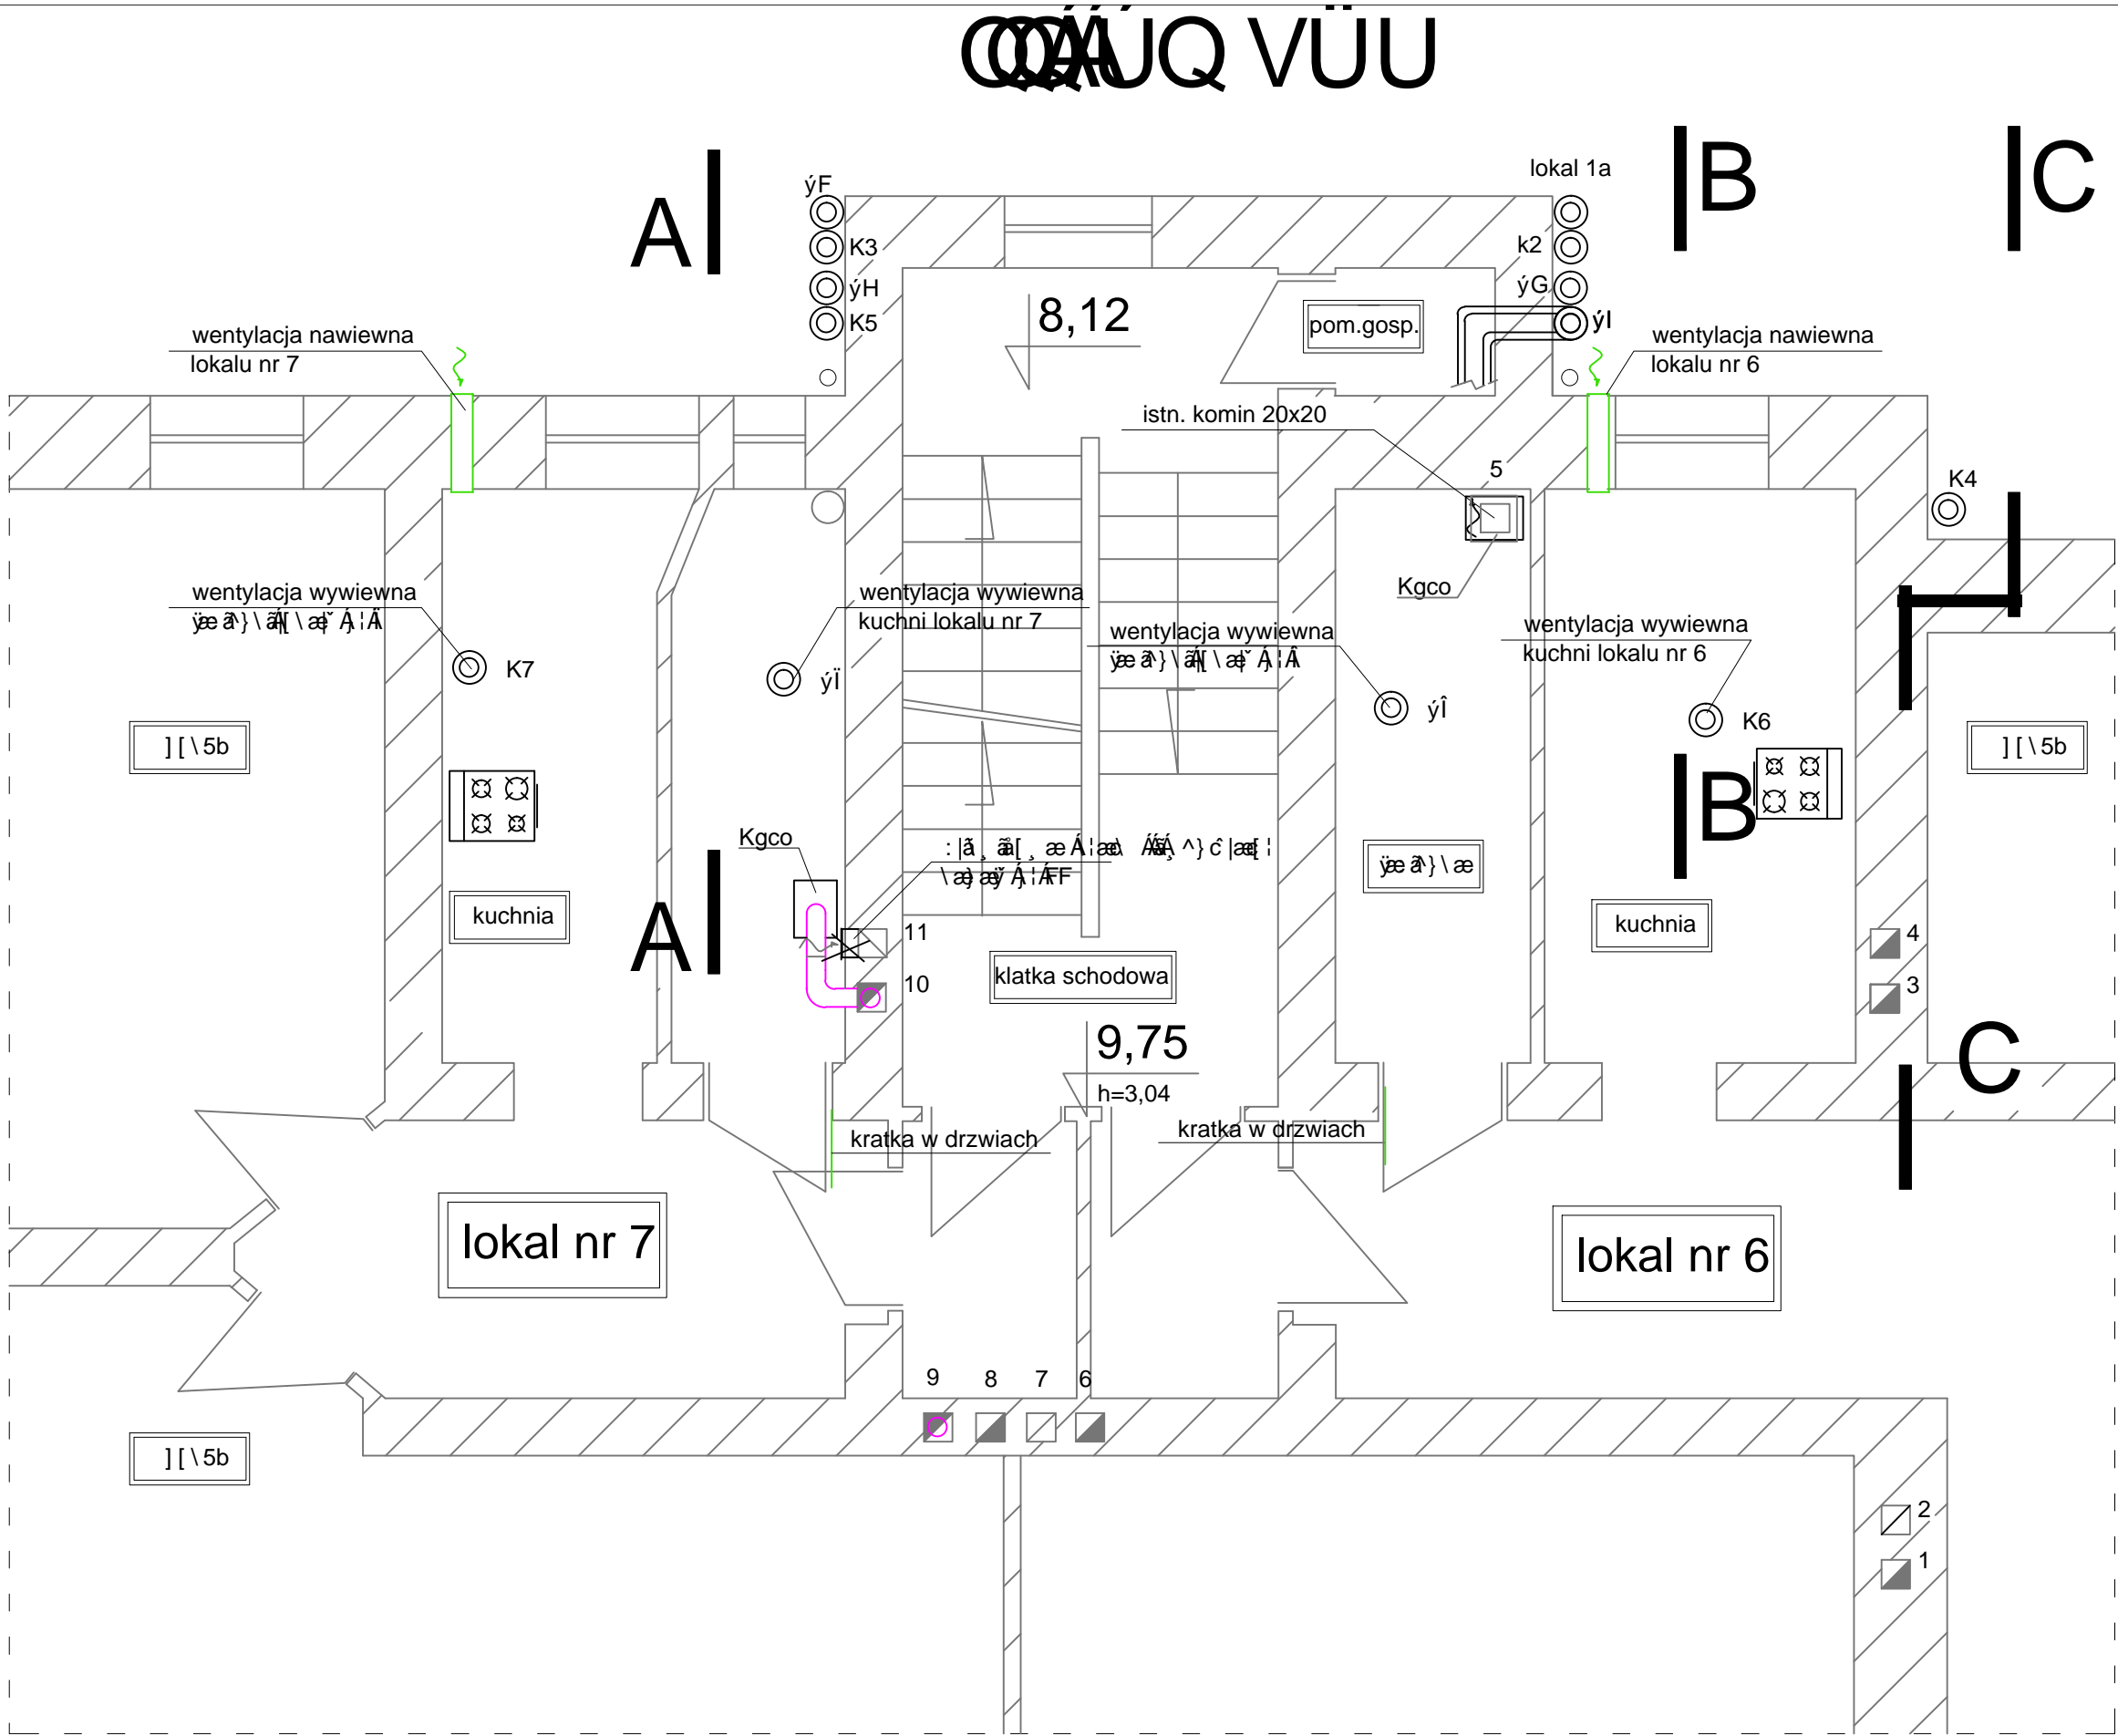 A
B
C
lokal 1a
K3
k2
K5
wentylacja nawiewna
lokalu nr 7
8,12
pom.gosp.
wentylacja nawiewna
lokalu nr 6
istn. komin 20x20
5
K4
Kgco
wentylacja wywiewna
wentylacja wywiewna
kuchni lokalu nr 7
wentylacja wywiewna
wentylacja wywiewna
kuchni lokalu nr 6
K7
K6
][\5b
][\5b
B
Kgco
kuchnia
kuchnia
A
11
10
klatka schodowa
4
3
9,75
h=3,04
C
kratka w drzwiach
kratka w drzwiach
lokal nr 7
lokal nr 6
9
8
7
6
][\5b
2
1